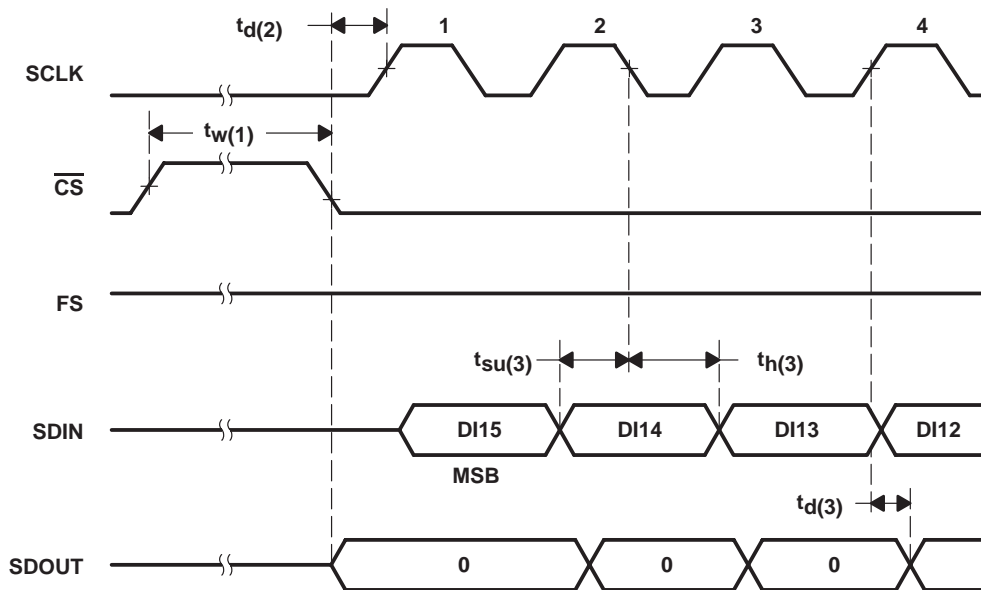 td(2)
1 2 3 4
SCLK
tw(1)
CS
FS
tsu(3) th(3)
SDIN DI15 DI14 DI13 DI12
MSB
td(3)
SDOUT 0 0 0